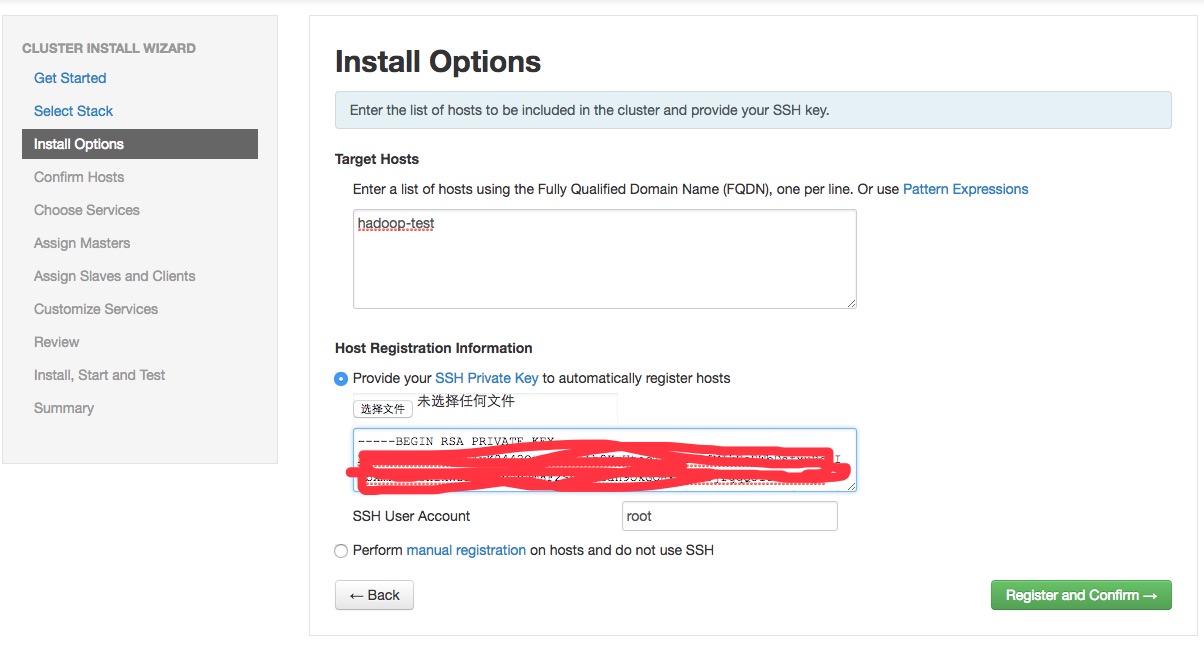 CLUSTER INSTALL WIZARD
Get Started
Select Stack
Install Options
Confirm Hosts
Choose Services
Assign Masters
Assign Slaves and Clients
Customize Services
Review
Install, Start and Test
Summary
Install Options
Enter the list of hosts to be included in the cluster and provide your SSH key.
Target Hosts
Enter a list of hosts using the Fully Qualified Domain Name (FQDN), one per line. Or use Pattern Expressions
hadoop-test
Host Registration Information
Provide your SSH Private Key to automatically register hosts
选择文件 未选择任何文件
-----BEGIN RSA PRIVATE KEY
SSH User Account
root
Perform manual registration on hosts and do not use SSH
← Back
Register and Confirm →